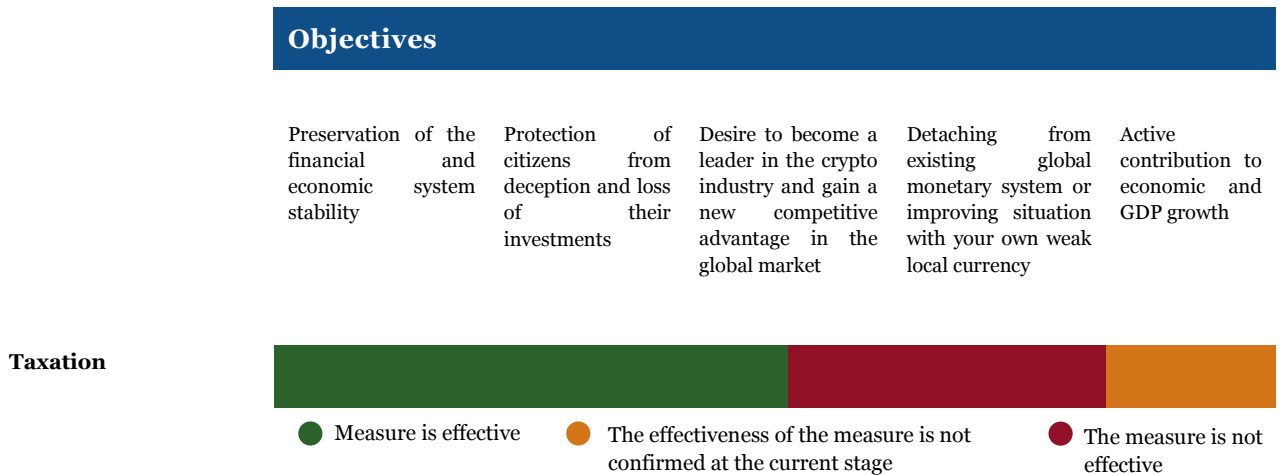 Objectives
Preservation of the
financial and
economic system
stability
Protection of
citizens from
deception and loss
of their
investments
Desire to become a
leader in the crypto
industry and gain a
new competitive
advantage in the
global market
Detaching from
existing global
monetary system or
improving situation
with your own weak
local currency
Active
contribution to
economic and
GDP growth
Taxation
Measure is effective
The effectiveness of the measure is not
confirmed at the current stage
The measure is not
effective